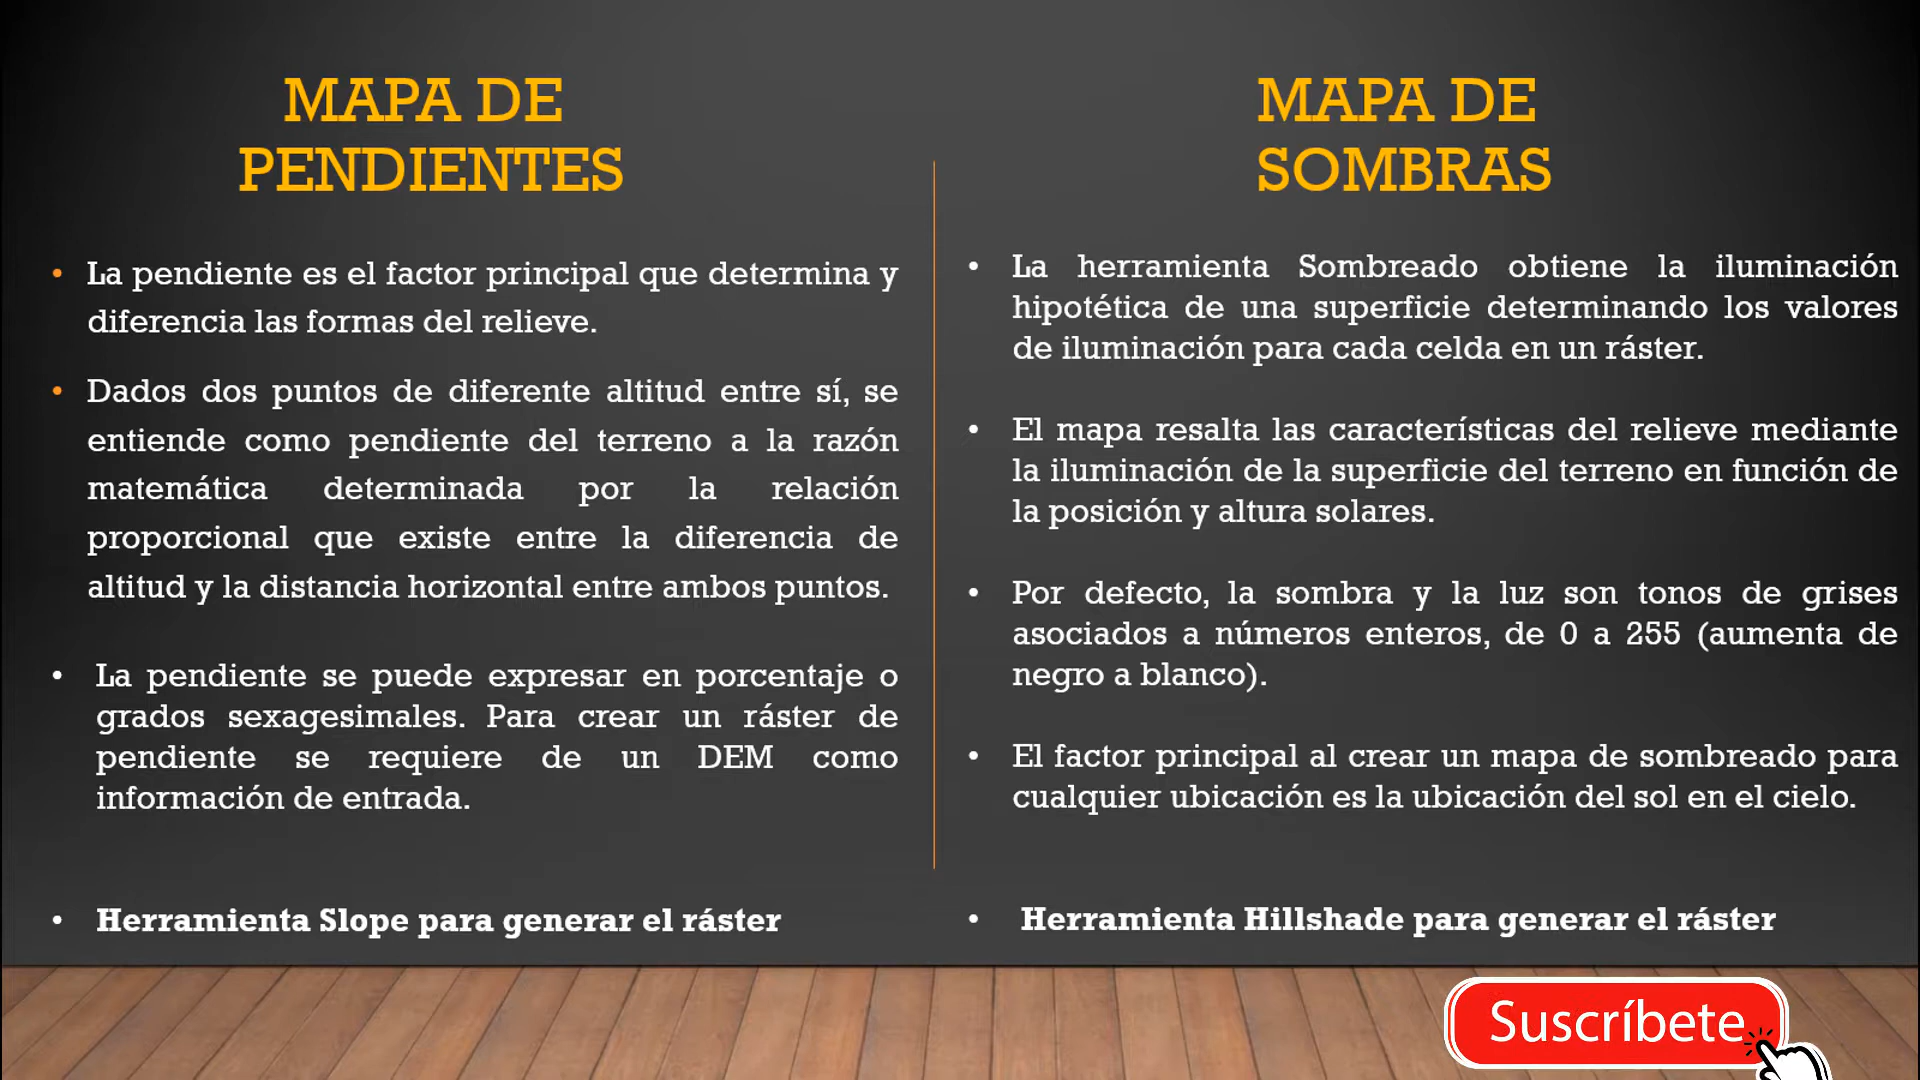 MAPA DE
PENDIENTES
La pendiente es el factor principal que determina y
diferencia las formas del relieve.
Dados dos puntos de diferente altitud entre sí, se
entiende como pendiente del terreno a la razón
matemática determinada por la relación
proporcional que existe entre la diferencia de
altitud y la distancia horizontal entre ambos puntos.
La pendiente se puede expresar en porcentaje o
grados sexagesimales. Para crear un ráster de
pendiente se requiere de un DEM como
información de entrada.
Herramienta Slope para generar el ráster
MAPA DE
SOMBRAS
La herramienta Sombreado obtiene la iluminación
hipotética de una superficie determinando los valores
de iluminación para cada celda en un ráster.
El mapa resalta las características del relieve mediante
la iluminación de la superficie del terreno en función de
la posición y altura solares.
Por defecto, la sombra y la luz son tonos de grises
asociados a números enteros, de 0 a 255 (aumenta de
negro a blanco).
El factor principal al crear un mapa de sombreado para
cualquier ubicación es la ubicación del sol en el cielo.
Herramienta Hillshade para generar el ráster
Suscríbete